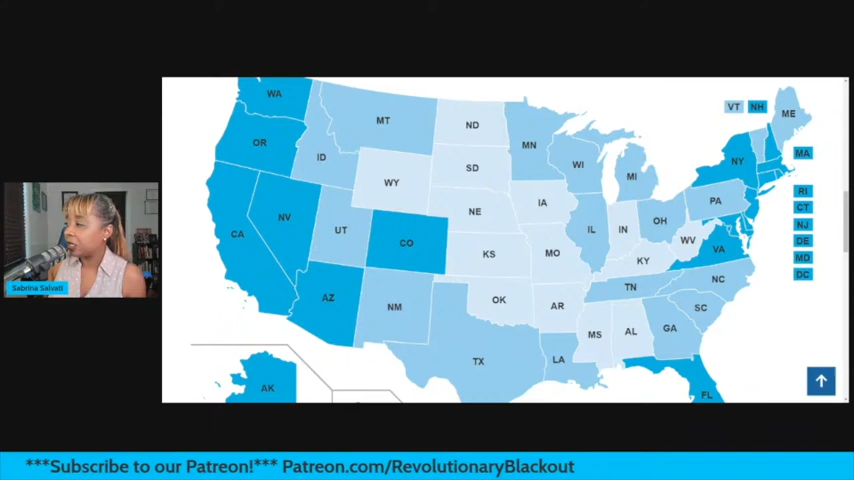 WA
MT
ND
MN
VT
NH
ME
OR
ID
SD
WI
MI
NY
MA
WY
NE
IA
PA
RI
CA
NV
UT
CO
IL
IN
OH
CT
NJ
KS
MO
WV
VA
DE
KY
MD
AZ
NM
OK
AR
TN
NC
DC
SC
MS
AL
GA
TX
LA
AK
FL
Sabrina Salvati
***Subscribe to our Patreon!*** Patreon.com/RevolutionaryBlackout